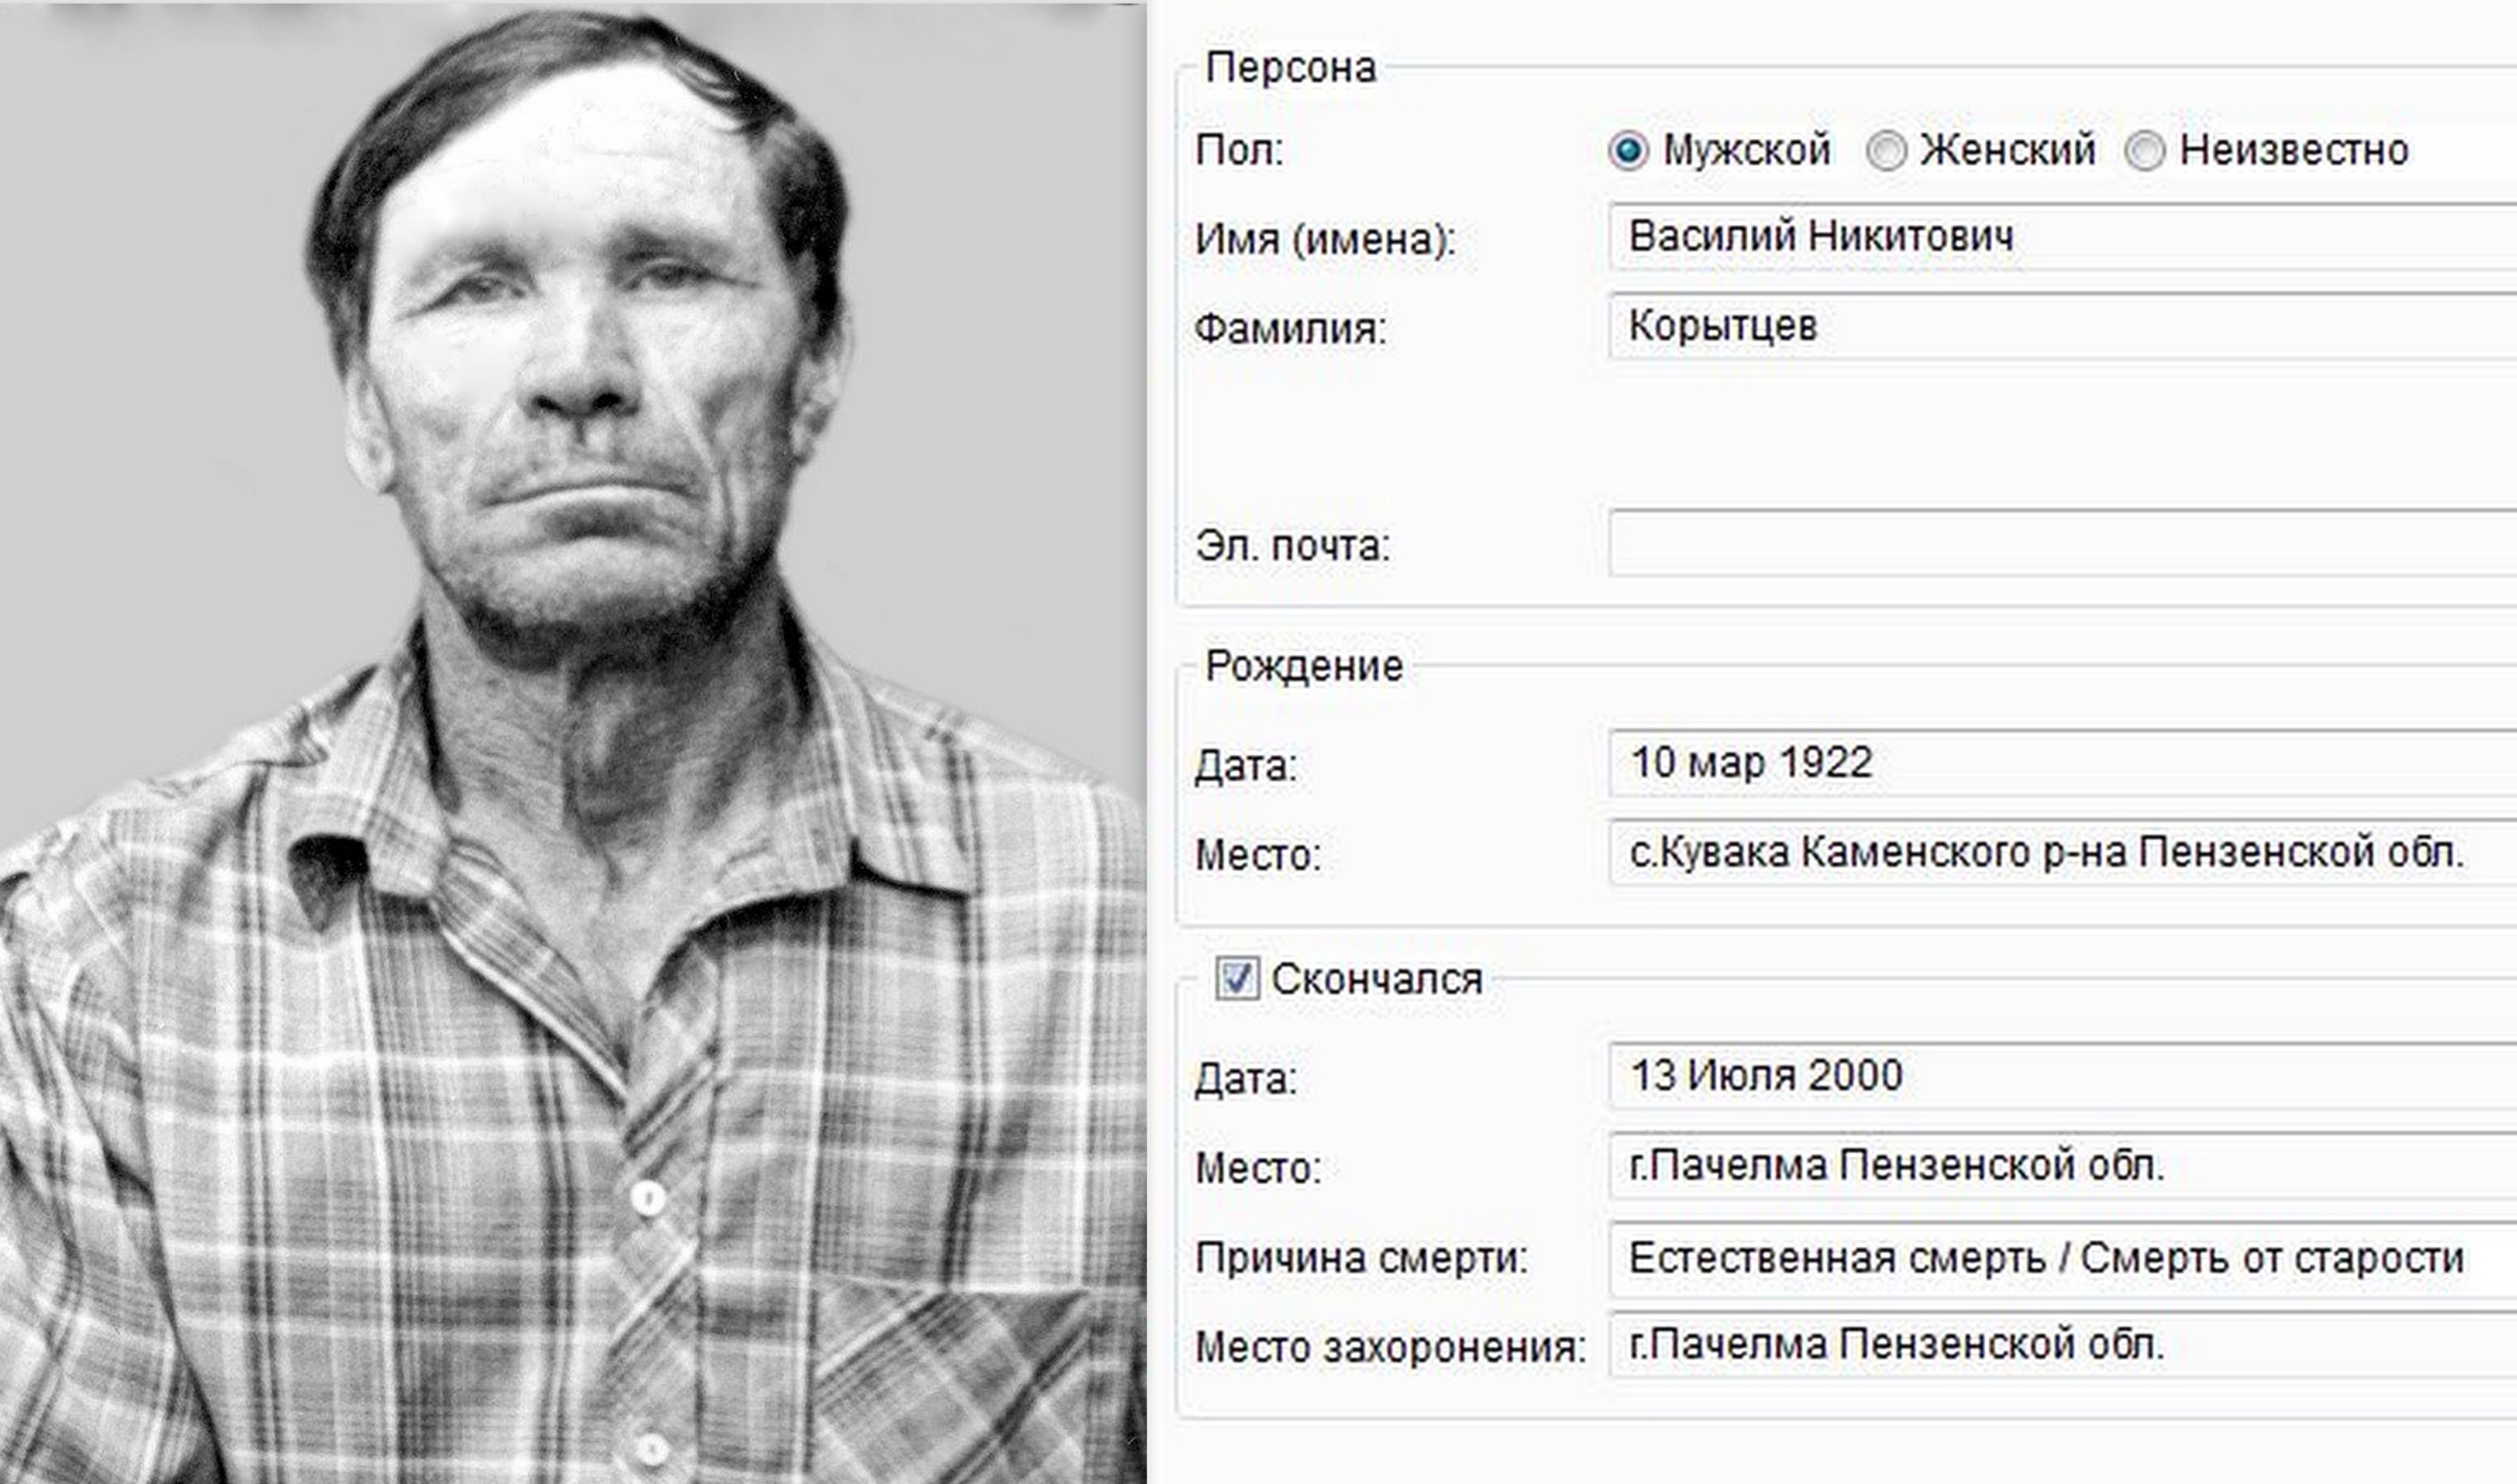 Персона
Пол: Мужской Женский Неизвестно
Имя (имена): Василий Никитович
Фамилия: Корытцев
Эл. почта:
Рождение
Дата: 10 мар 1922
Место: с.Кувака Каменского р-на Пензенской обл.
Скончался
Дата: 13 Июля 2000
Место: г.Пачелма Пензенской обл.
Причина смерти: Естественная смерть / Смерть от старости
Место захоронения: г.Пачелма Пензенской обл.